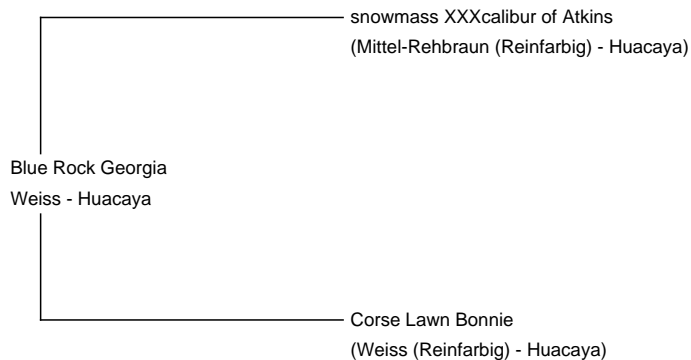 snowmass XXXcalibur of Atkins
(Mittel-Rehbraun (Reinfarbig) - Huacaya)
Blue Rock Georgia
Weiss - Huacaya
Corse Lawn Bonnie
(Weiss (Reinfarbig) - Huacaya)